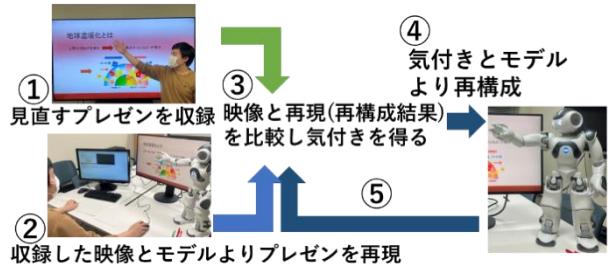 地球温暖化とは
①
見直すプレゼンを収録
②
収録した映像とモデルよりプレゼンを再現
③
映像と再現(再構成結果)
を比較し気付きを得る
④
気付きとモデル
より再構成
⑤